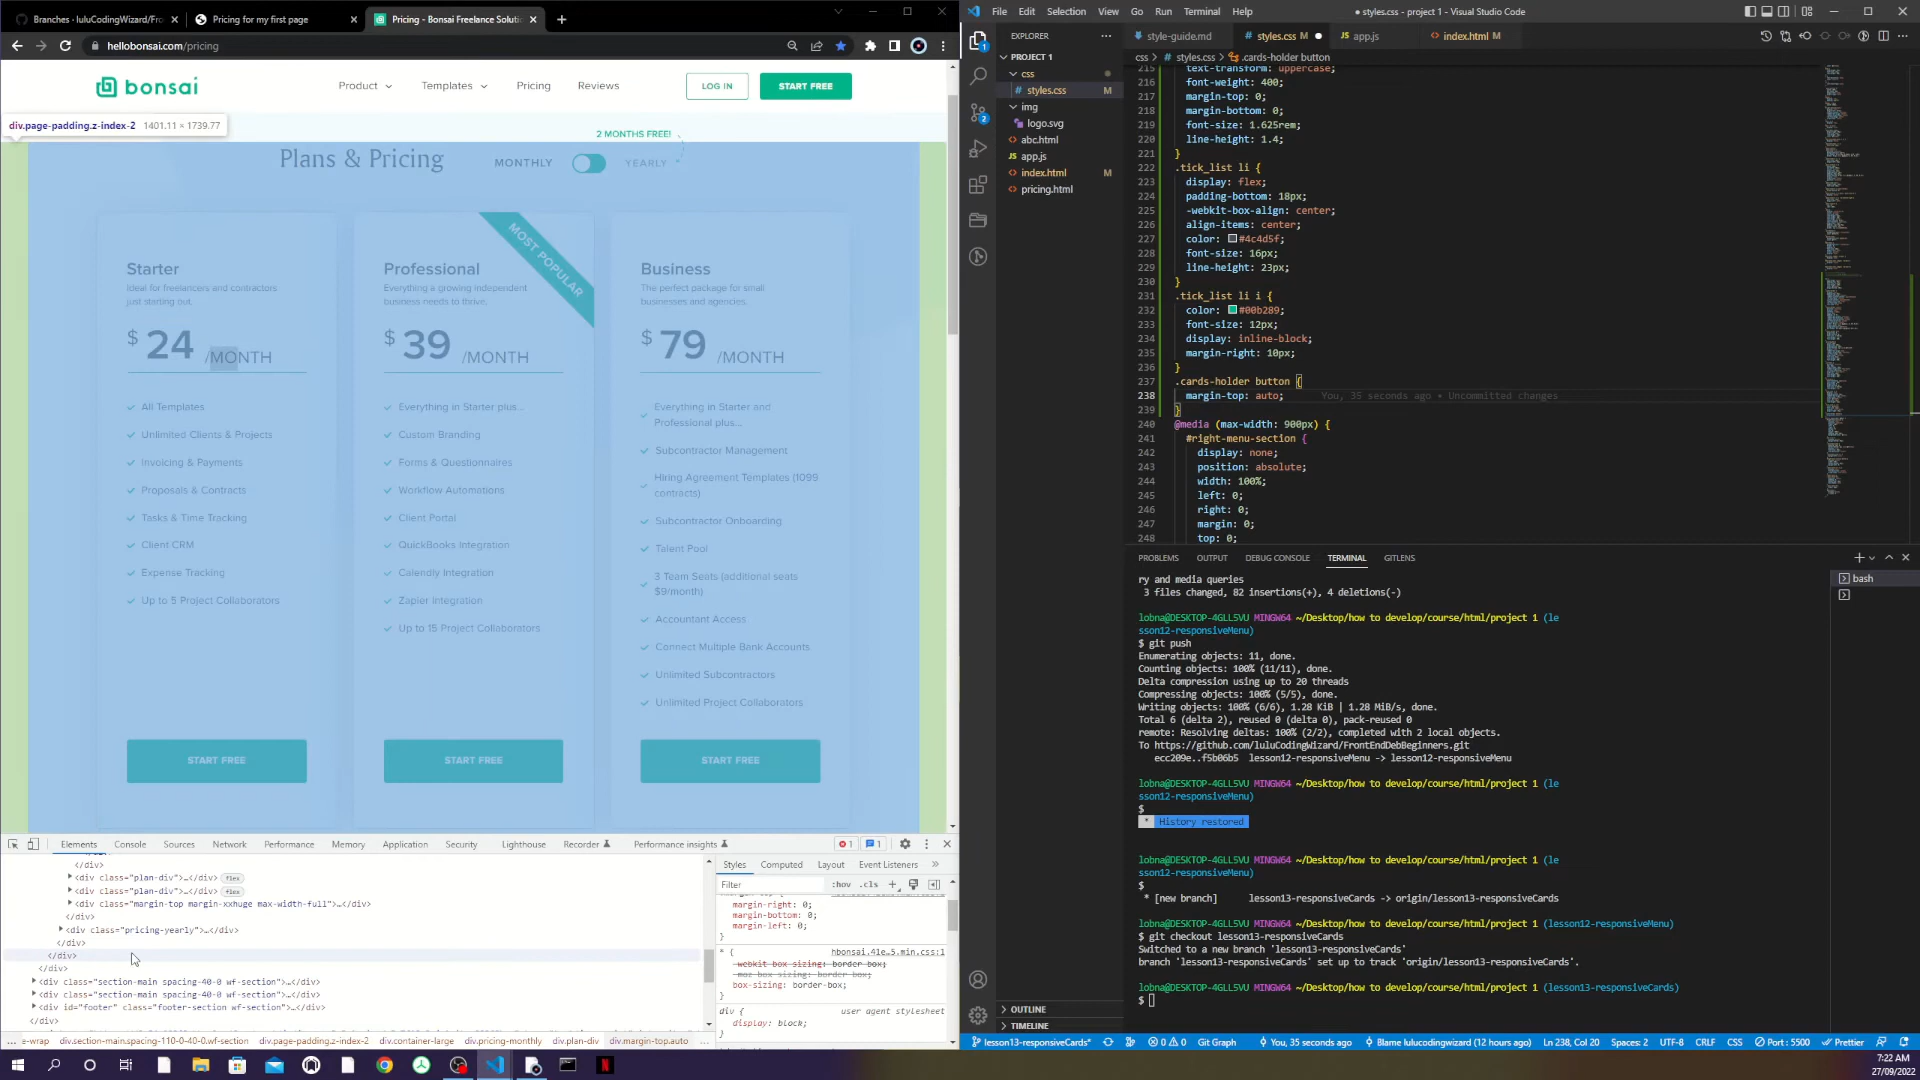 Branches · luluCodingWizard/Fro
Pricing for my first page
Pricing - Bonsai Freelance Soluti
hellobonsai.com/pricing
bonsai
Product
Templates
Pricing
Reviews
LOG IN
START FREE
div.page-padding.z-index-2 1401.11 × 1739.77
2 MONTHS FREE!
Plans & Pricing
MONTHLY
YEARLY
MOST POPULAR
Starter
Ideal for freelancers and contractors
just starting out.
$ 24 /MONTH
All Templates
Unlimited Clients & Projects
Invoicing & Payments
Proposals & Contracts
Tasks & Time Tracking
Client CRM
Expense Tracking
Up to 5 Project Collaborators
START FREE
Professional
Everything a growing independent
business needs to thrive.
$ 39 /MONTH
Everything in Starter plus...
Custom Branding
Forms & Questionnaires
Workflow Automations
Client Portal
QuickBooks Integration
Calendly Integration
Zapier Integration
Up to 15 Project Collaborators
START FREE
Business
The perfect package for small
businesses and agencies.
$ 79 /MONTH
Everything in Starter and
Professional plus...
Subcontractor Management
Hiring Agreement Templates (1099
contracts)
Subcontractor Onboarding
Talent Pool
3 Team Seats (additional seats
$9/month)
Accountant Access
Connect Multiple Bank Accounts
Unlimited Subcontractors
Unlimited Project Collaborators
START FREE
Elements Console Sources Network Performance Memory Application Security Lighthouse Recorder Performance insights 1 1
</div>
<div class="plan-div">…</div> flex
<div class="plan-div">…</div> flex
<div class="margin-top margin-xxhuge max-width-full">…</div>
</div>
<div class="pricing-yearly">…</div>
</div>
</div>
</div>
<div class="section-main spacing-40-0 wf-section">…</div>
<div class="section-main spacing-40-0 wf-section">…</div>
<div id="footer" class="footer-section wf-section">…</div>
</div>
... e-wrap div.section-main.spacing-110-0-40-0.wf-section div.page-padding.z-index-2 div.container-large div.pricing-monthly div.plan-div div.margin-top.auto ...
Styles Computed Layout Event Listeners »
Filter :hov .cls +
margin-right: 0;
margin-bottom: 0;
margin-left: 0;
}
* { hbonsai.41e…5.min.css:1
-webkit-box-sizing: border-box;
-moz-box-sizing: border-box;
box-sizing: border-box;
}
div { user agent stylesheet
display: block;
}
File Edit Selection View Go Run Terminal Help
● styles.css - project 1 - Visual Studio Code
EXPLORER ...
PROJECT 1
css
styles.css M
img
logo.svg
abc.html
app.js
index.html M
pricing.html
OUTLINE
TIMELINE
style-guide.md
styles.css M ●
app.js
index.html M
css > styles.css > .cards-holder button
215 text-transform: uppercase;
216 font-weight: 400;
217 margin-top: 0;
218 margin-bottom: 0;
219 font-size: 1.625rem;
220 line-height: 1.4;
221 }
222 .tick_list li {
223 display: flex;
224 padding-bottom: 18px;
225 -webkit-box-align: center;
226 align-items: center;
227 color: #4c4d5f;
228 font-size: 16px;
229 line-height: 23px;
230 }
231 .tick_list li i {
232 color: #00b289;
233 font-size: 12px;
234 display: inline-block;
235 margin-right: 10px;
236 }
237 .cards-holder button {
238 margin-top: auto; You, 35 seconds ago • Uncommitted changes
239 }
240 @media (max-width: 900px) {
241 #right-menu-section {
242 display: none;
243 position: absolute;
244 width: 100%;
245 left: 0;
246 right: 0;
247 margin: 0;
248 top: 0;
PROBLEMS OUTPUT DEBUG CONSOLE TERMINAL GITLENS
bash
ry and media queries
3 files changed, 82 insertions(+), 4 deletions(-)
lobna@DESKTOP-4GLL5VU MINGW64 ~/Desktop/how to develop/course/html/project 1 (le
sson12-responsiveMenu)
$ git push
Enumerating objects: 11, done.
Counting objects: 100% (11/11), done.
Delta compression using up to 20 threads
Compressing objects: 100% (5/5), done.
Writing objects: 100% (6/6), 1.28 KiB | 1.28 MiB/s, done.
Total 6 (delta 2), reused 0 (delta 0), pack-reused 0
remote: Resolving deltas: 100% (2/2), completed with 2 local objects.
To https://github.com/luluCodingWizard/FrontEndDebBeginners.git
ecc209e..f5b06b5 lesson12-responsiveMenu -> lesson12-responsiveMenu
lobna@DESKTOP-4GLL5VU MINGW64 ~/Desktop/how to develop/course/html/project 1 (le
sson12-responsiveMenu)
$
* History restored
lobna@DESKTOP-4GLL5VU MINGW64 ~/Desktop/how to develop/course/html/project 1 (le
sson12-responsiveMenu)
$
* [new branch] lesson13-responsiveCards -> origin/lesson13-responsiveCards
lobna@DESKTOP-4GLL5VU MINGW64 ~/Desktop/how to develop/course/html/project 1 (lesson12-responsiveMenu)
$ git checkout lesson13-responsiveCards
Switched to a new branch 'lesson13-responsiveCards'
branch 'lesson13-responsiveCards' set up to track 'origin/lesson13-responsiveCards'.
lobna@DESKTOP-4GLL5VU MINGW64 ~/Desktop/how to develop/course/html/project 1 (lesson13-responsiveCards)
$
lesson13-responsiveCards* 0 0 Git Graph You, 35 seconds ago Blame lulucodingwizard (12 hours ago) Ln 238, Col 20 Spaces: 2 UTF-8 CRLF CSS Port : 5500 Prettier
7:22 AM
27/09/2022